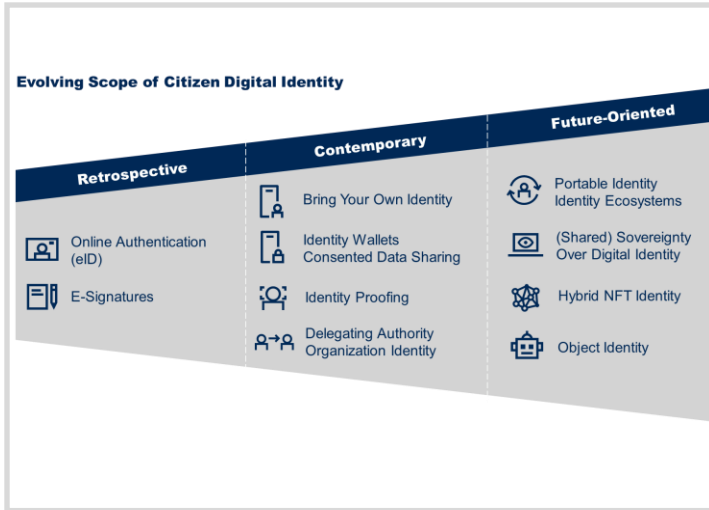 Evolving Scope of Citizen Digital Identity
Retrospective
Online Authentication
(eID)
E-Signatures
Contemporary
Bring Your Own Identity
Identity Wallets
Consented Data Sharing
Identity Proofing
Delegating Authority
Organization Identity
Future-Oriented
Portable Identity
Identity Ecosystems
(Shared) Sovereignty
Over Digital Identity
Hybrid NFT Identity
Object Identity